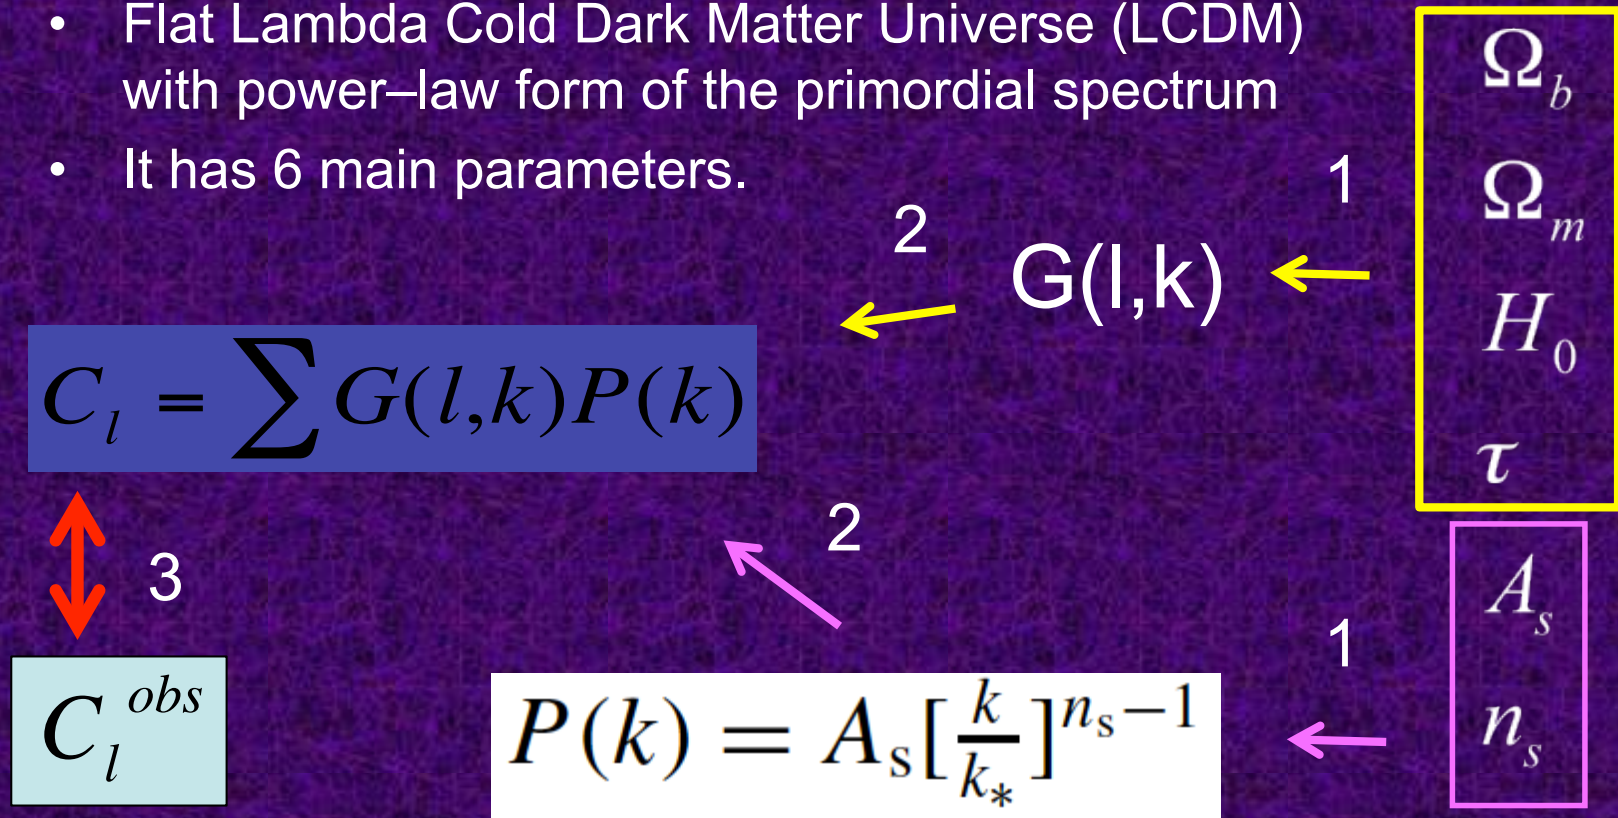 • Flat Lambda Cold Dark Matter Universe (LCDM)
with power–law form of the primordial spectrum
• It has 6 main parameters.
Ω_b
Ω_m
H_0
τ
1
G(l,k)
2
C_l = ∑ G(l,k)P(k)
2
3
A_s
n_s
1
C_l^{obs}
P(k) = A_s[\frac{k}{k_*}]^{n_s−1}